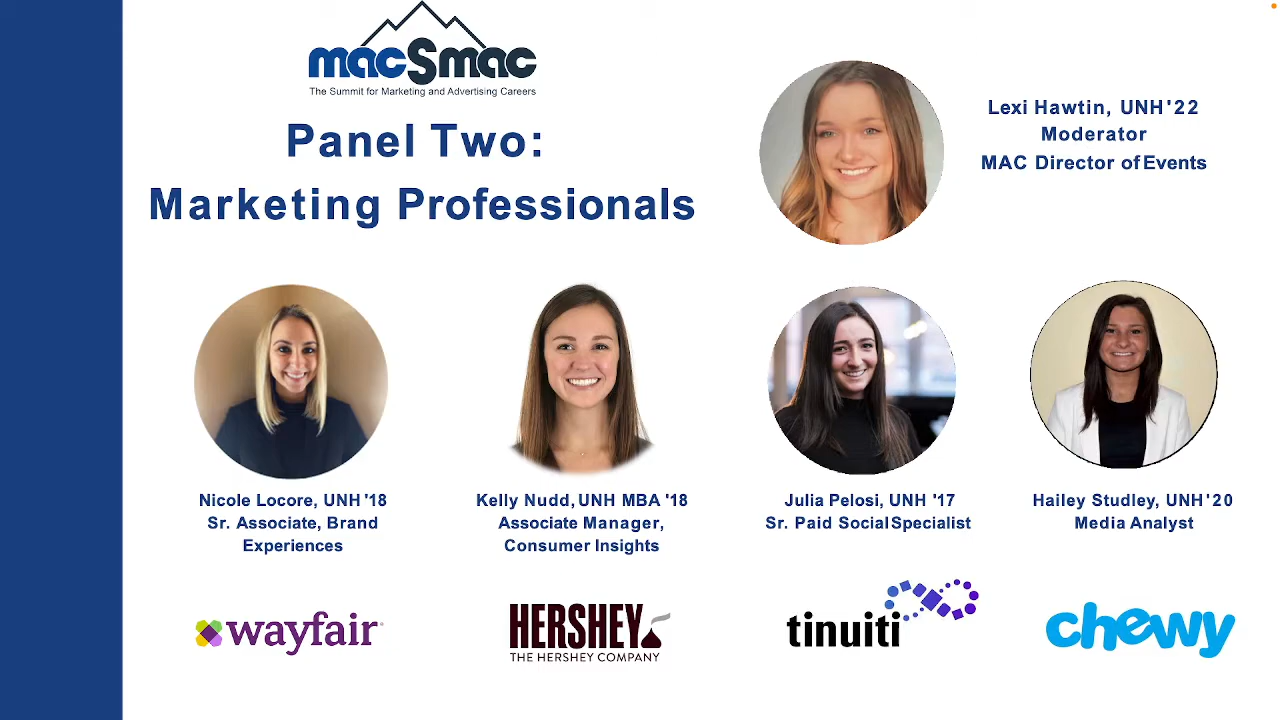 macSmac
The Summit for Marketing and Advertising Careers
Panel Two:
Marketing Professionals
Lexi Hawtin, UNH '22
Moderator
MAC Director of Events
Nicole Locore, UNH '18
Sr. Associate, Brand
Experiences
Kelly Nudd, UNH MBA '18
Associate Manager,
Consumer Insights
Julia Pelosi, UNH '17
Sr. Paid Social Specialist
Hailey Studley, UNH '20
Media Analyst
wayfair
HERSHEY
THE HERSHEY COMPANY
tinuiti
chewy